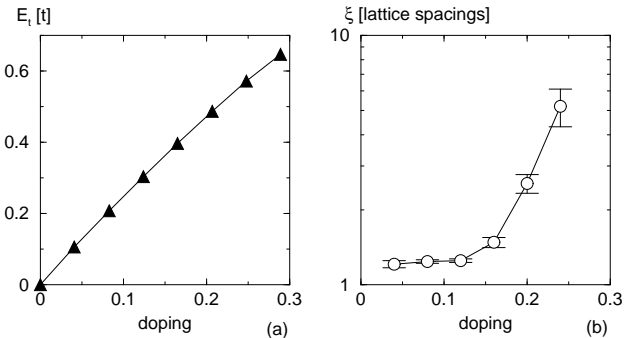 E_t [t]
0.6
0.4
0.2
0
0
0.1
0.2
0.3
doping
(a)
ξ [lattice spacings]
10
1
0
0.1
0.2
0.3
doping
(b)